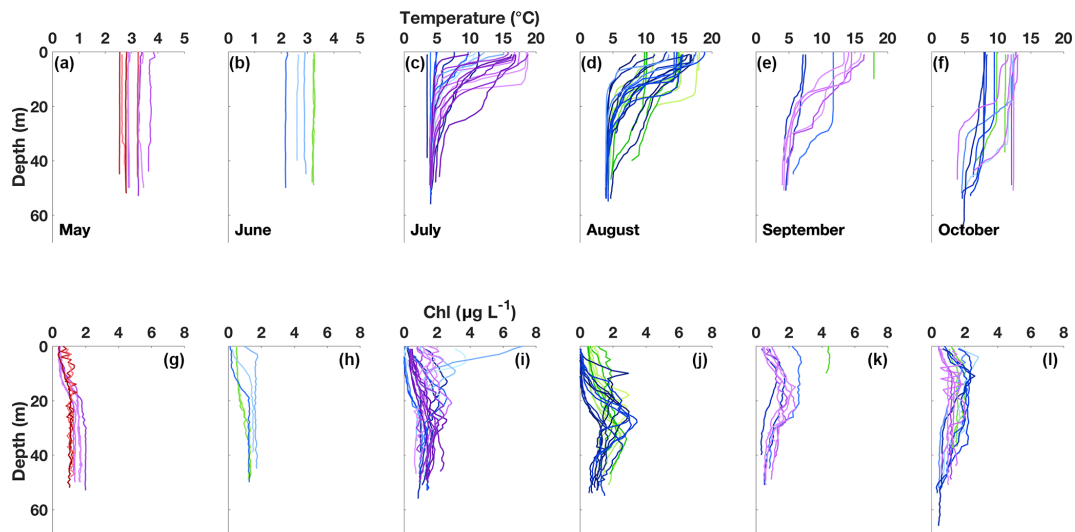 Temperature (°C)
0 1 2 3 4 5 0 1 2 3 4 5 0 5 10 15 20 0 5 10 15 20 0 5 10 15 20 0 5 10 15 20
0 (a) (b) (c) (d) (e) (f)
20
40
60
Depth (m)
May June July August September October
Chl (µg L⁻¹)
0 2 4 6 8 0 2 4 6 8 0 2 4 6 8 0 2 4 6 8 0 2 4 6 8 0 2 4 6 8
0 (g) (h) (i) (j) (k) (l)
20
40
60
Depth (m)